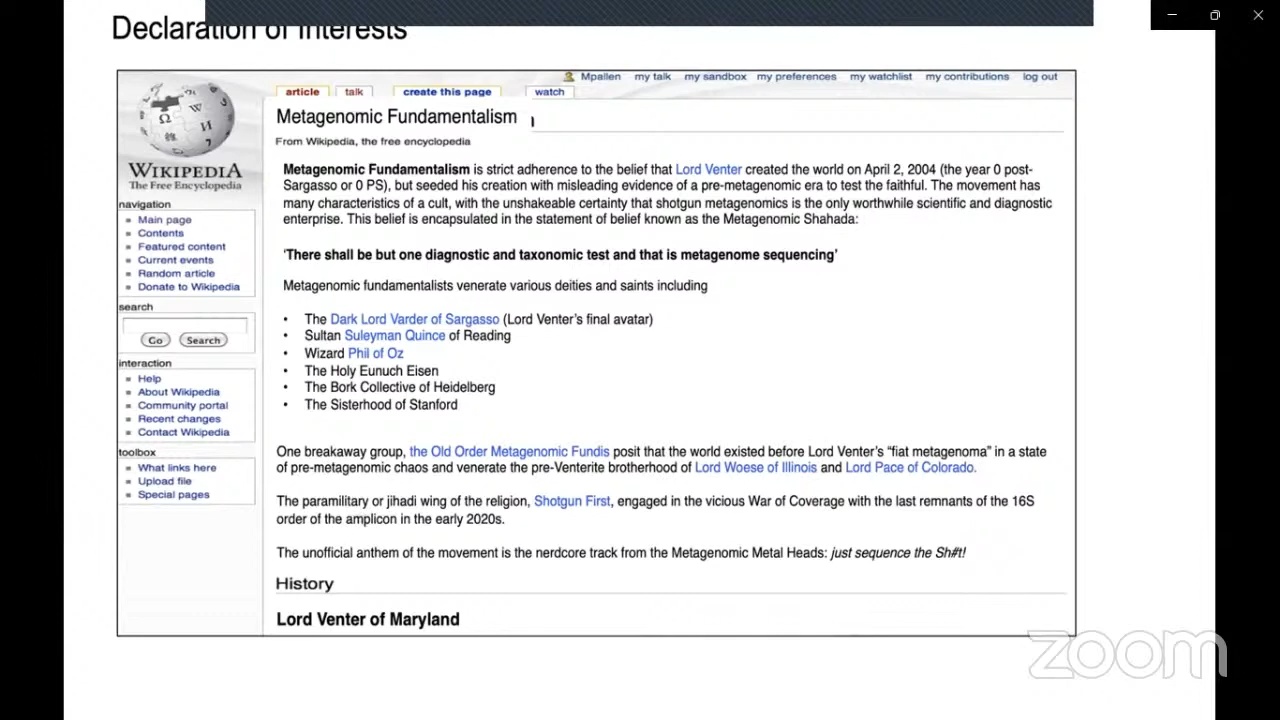 Declaration of Interests
Mpallen my talk my sandbox my preferences my watchlist my contributions log out
article talk create this page watch
Metagenomic Fundamentalism
From Wikipedia, the free encyclopedia
WIKIPEDIA
The Free Encyclopedia
navigation
Main page
Contents
Featured content
Current events
Random article
Donate to Wikipedia
search
Go Search
interaction
Help
About Wikipedia
Community portal
Recent changes
Contact Wikipedia
toolbox
What links here
Upload file
Special pages
Metagenomic Fundamentalism is strict adherence to the belief that Lord Venter created the world on April 2, 2004 (the year 0 post-
Sargasso or 0 PS), but seeded his creation with misleading evidence of a pre-metagenomic era to test the faithful. The movement has
many characteristics of a cult, with the unshakeable certainty that shotgun metagenomics is the only worthwhile scientific and diagnostic
enterprise. This belief is encapsulated in the statement of belief known as the Metagenomic Shahada:
‘There shall be but one diagnostic and taxonomic test and that is metagenome sequencing’
Metagenomic fundamentalists venerate various deities and saints including
• The Dark Lord Varder of Sargasso (Lord Venter’s final avatar)
• Sultan Suleyman Quince of Reading
• Wizard Phil of Oz
• The Holy Eunuch Eisen
• The Bork Collective of Heidelberg
• The Sisterhood of Stanford
One breakaway group, the Old Order Metagenomic Fundis posit that the world existed before Lord Venter’s “fiat metagenoma” in a state
of pre-metagenomic chaos and venerate the pre-Venterite brotherhood of Lord Woese of Illinois and Lord Pace of Colorado.
The paramilitary or jihadi wing of the religion, Shotgun First, engaged in the vicious War of Coverage with the last remnants of the 16S
order of the amplicon in the early 2020s.
The unofficial anthem of the movement is the nerdcore track from the Metagenomic Metal Heads: just sequence the Sh#t!
History
Lord Venter of Maryland
zoom